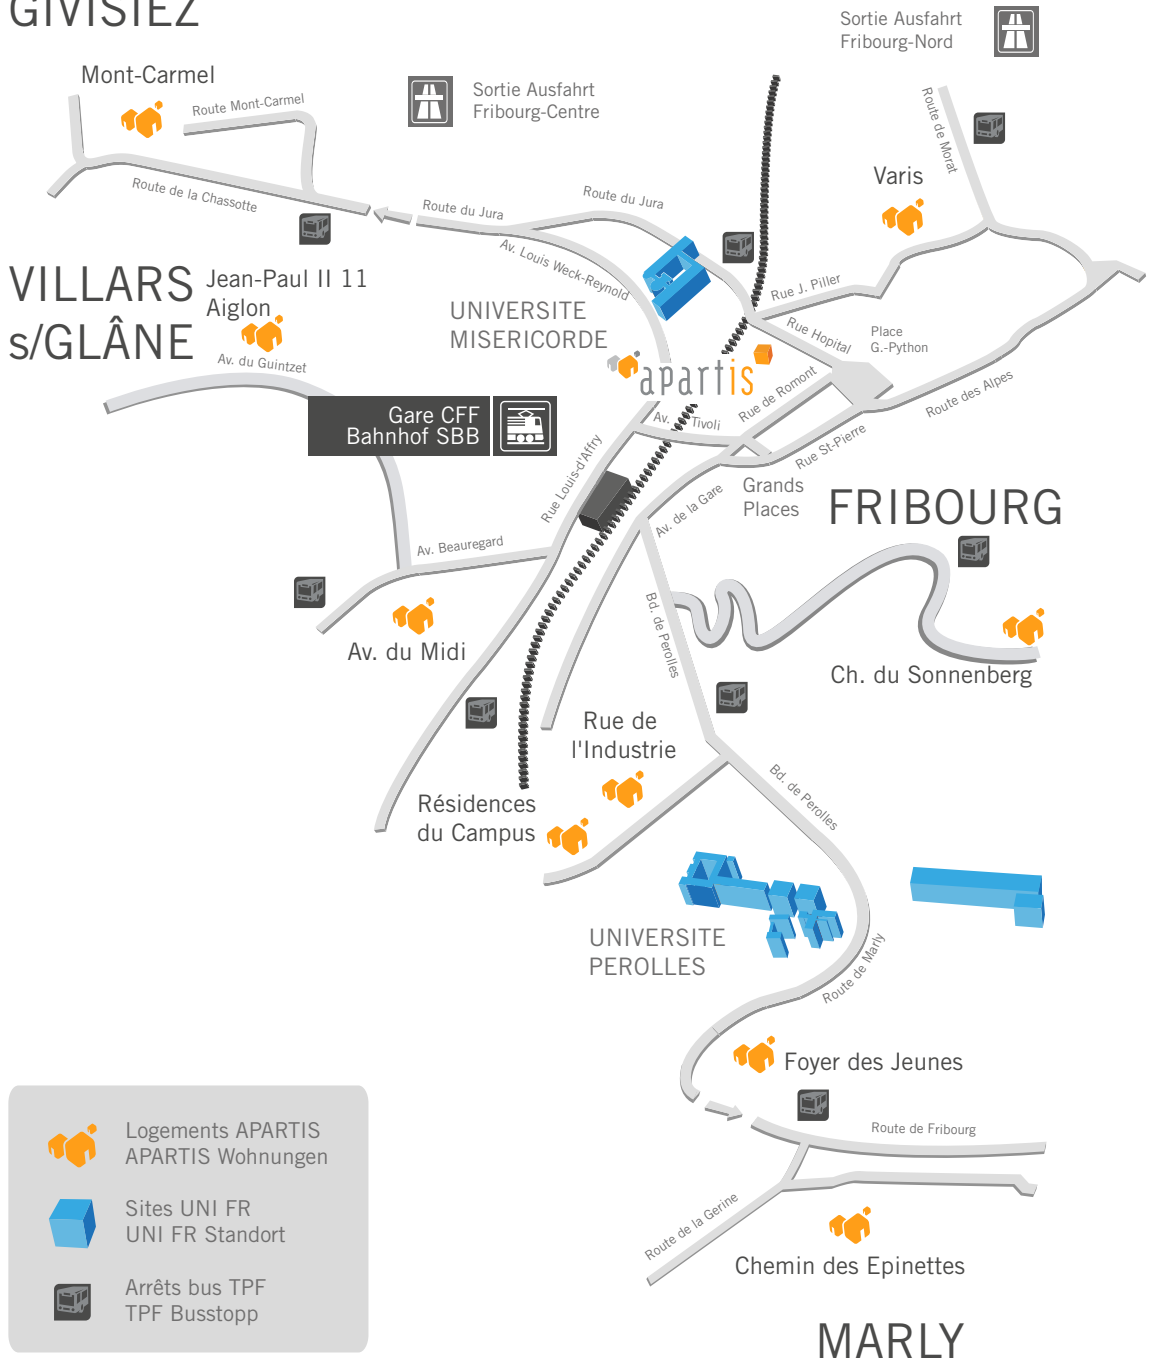 GIVISIEZ
Sortie Ausfahrt
Fribourg-Nord
Mont-Carmel
Route Mont-Carmel
Sortie Ausfahrt
Fribourg-Centre
Route de Morat
Varis
Route de la Chassotte
Route du Jura
Route du Jura
Av. Louis Weck-Reynold
VILLARS
s/GLÂNE
Jean-Paul II 11
Aiglon
Av. du Guintzet
UNIVERSITE
MISERICORDE
Rue J. Piller
Rue Hopital
Place
G.-Python
apartis
Rue de Romont
Route des Alpes
Gare CFF
Bahnhof SBB
Av. Tivoli
Rue St-Pierre
Rue Louis-d'Affry
Av. de la Gare
Grands
Places
FRIBOURG
Av. Beauregard
Bd. de Perolles
Av. du Midi
Ch. du Sonnenberg
Rue de
l'Industrie
Bd. de Perolles
Résidences
du Campus
UNIVERSITE
PEROLLES
Route de Marly
Foyer des Jeunes
Route de Fribourg
Route de la Gerine
Chemin des Epinettes
MARLY
Logements APARTIS
APARTIS Wohnungen
Sites UNI FR
UNI FR Standort
Arrêts bus TPF
TPF Busstopp